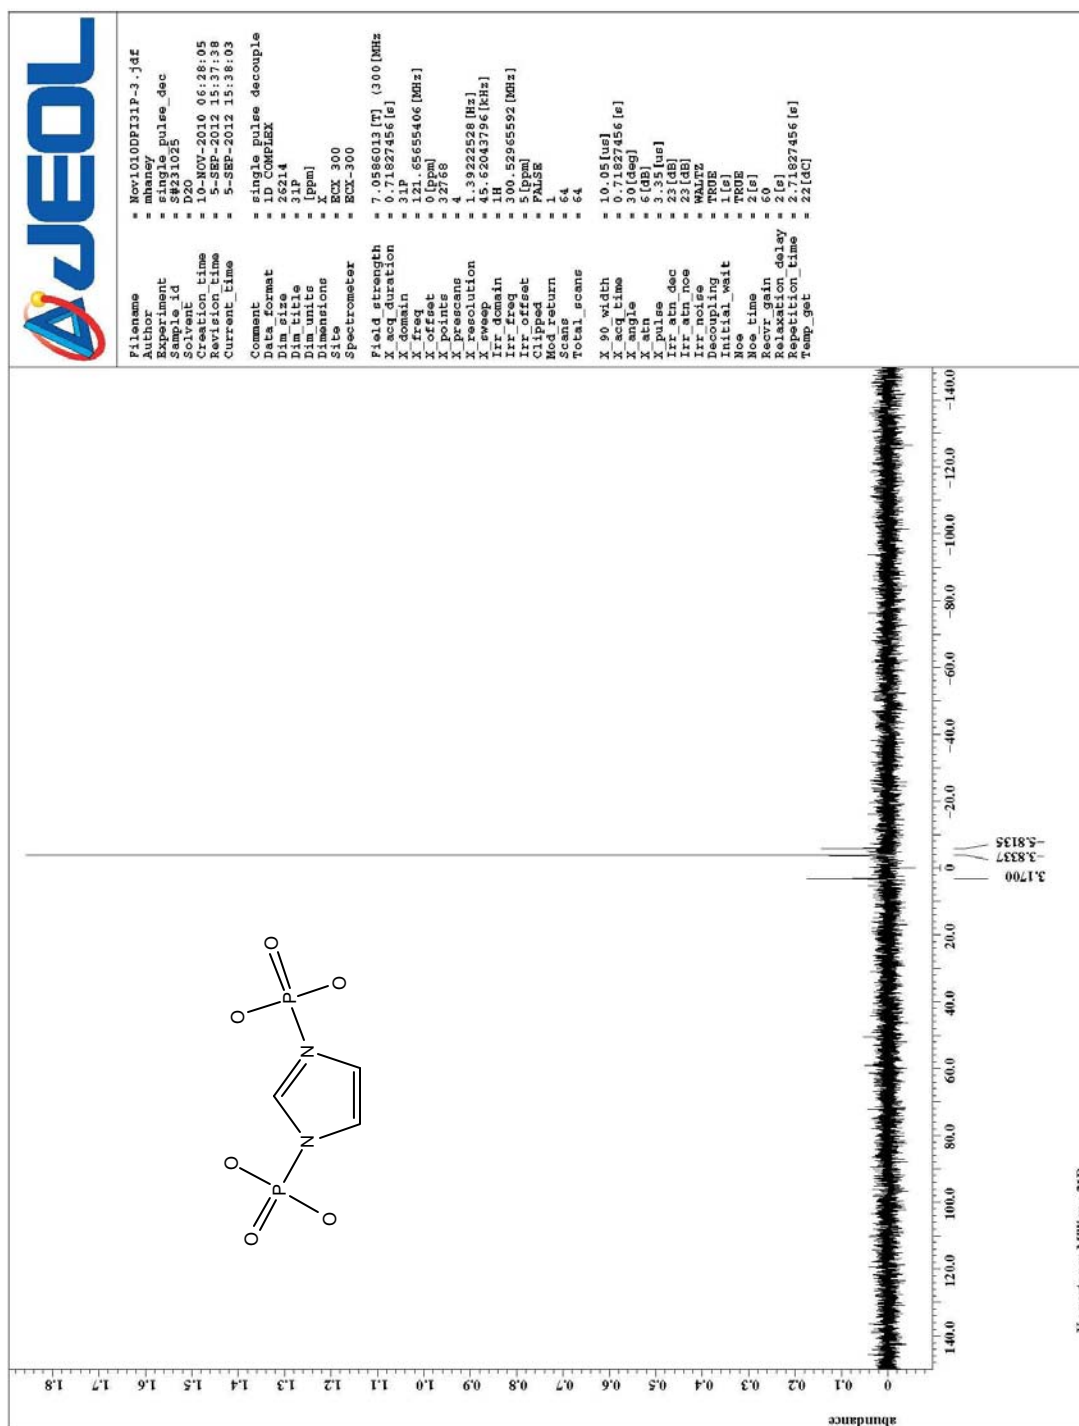 JEOL
Filename = Nov1010DPI31P-3.jdf
Author = mhaney
Experiment = single_pulse_dec
Sample_id = S#231025
Solvent = D2O
Creation_time = 10-NOV-2010 06:28:05
Revision_time = 5-SEP-2012 15:37:38
Current_time = 5-SEP-2012 15:38:03
Comment = single pulse decouple
Data_format = 1D COMPLEX
Dim_size = 26214
Dim_title = 31P
Dim_units = [ppm]
Dimensions = X
Site = ECX 300
Spectrometer = ECX-300
Field_strength = 7.0586013[T] (300[MHz
X_acq_duration = 0.71827456[s]
X_domain = 31P
X_freq = 121.65655406[MHz]
X_offset = 0[ppm]
X_points = 32768
X_prescans = 4
X_resolution = 1.39222528[Hz]
X_sweep = 45.62043796[kHz]
Irr_domain = 1H
Irr_freq = 300.52965592[MHz]
Irr_offset = 5[ppm]
Clipped = FALSE
Mod_return = 1
Scans = 64
Total_scans = 64
X_90_width = 10.05[us]
X_acq_time = 0.71827456[s]
X_angle = 30[deg]
X_atn = 6[dB]
X_pulse = 3.35[us]
Irr_atn_dec = 23[dB]
Irr_atn_noe = 23[dB]
Irr_noise = WALTZ
Decoupling = TRUE
Initial_wait = 1[s]
Noe = TRUE
Noe_time = 2[s]
Recvr_gain = 60
Relaxation_delay = 2[s]
Repetition_time = 2.71827456[s]
Temp_get = 22[dC]
O P O O N N P O O O
abundance
0 0.1 0.2 0.3 0.4 0.5 0.6 0.7 0.8 0.9 1.0 1.1 1.2 1.3 1.4 1.5 1.6 1.7 1.8
140.0 120.0 100.0 80.0 60.0 40.0 20.0 0 -20.0 -40.0 -60.0 -80.0 -100.0 -120.0 -140.0
3.1700
-3.8337
-5.8135